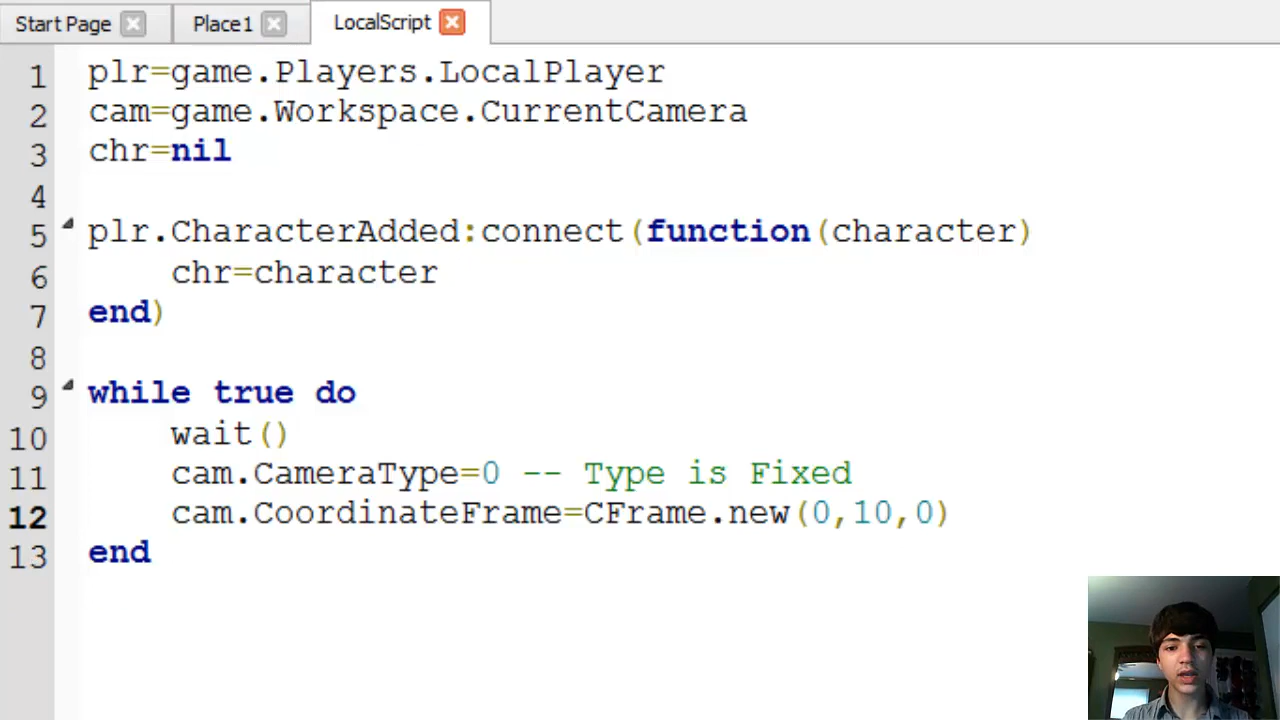 Start Page
Place1
LocalScript
1 plr=game.Players.LocalPlayer
2 cam=game.Workspace.CurrentCamera
3 chr=nil
4
5 plr.CharacterAdded:connect(function(character)
6 chr=character
7 end)
8
9 while true do
10 wait()
11 cam.CameraType=0 -- Type is Fixed
12 cam.CoordinateFrame=CFrame.new(0,10,0)
13 end